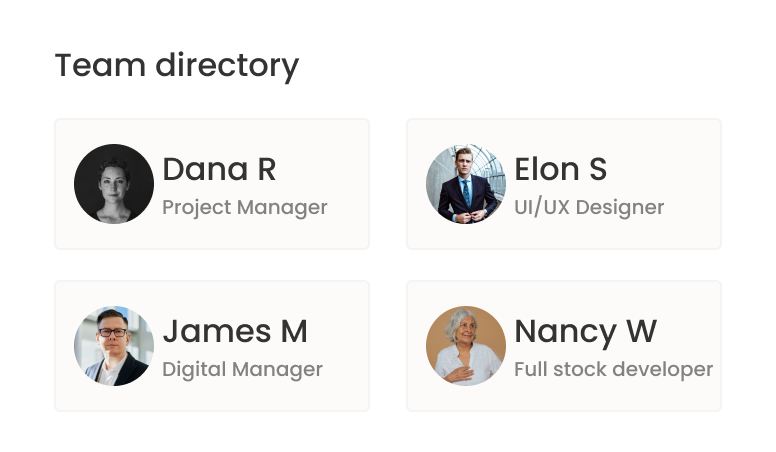 Team directory
Dana R
Project Manager
Elon S
UI/UX Designer
James M
Digital Manager
Nancy W
Full stock developer